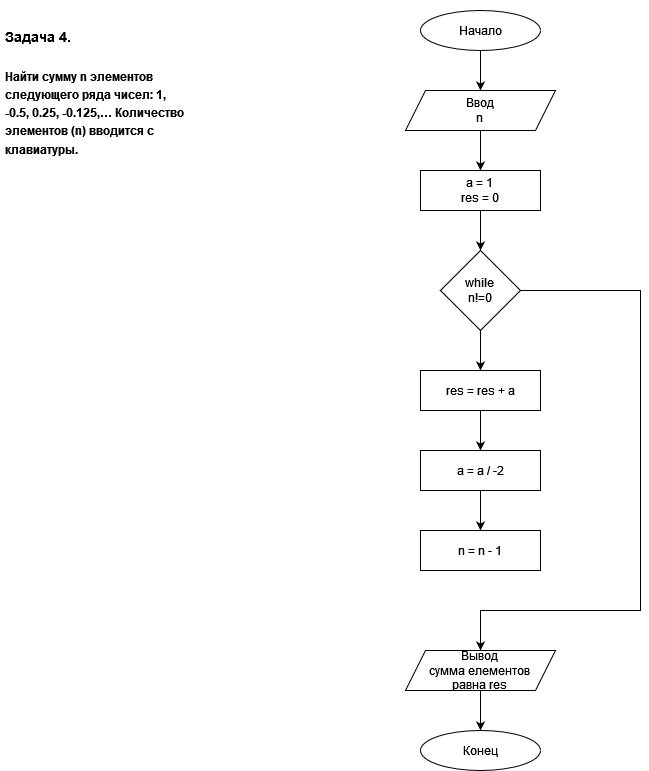 Задача 4.
Найти сумму n элементов
следующего ряда чисел: 1,
-0.5, 0.25, -0.125,... Количество
элементов (n) вводится с
клавиатуры.
Начало
Ввод
n
a = 1
res = 0
while
n!=0
res = res + a
a = a / -2
n = n - 1
Вывод
сумма елементов
равна res
Конец